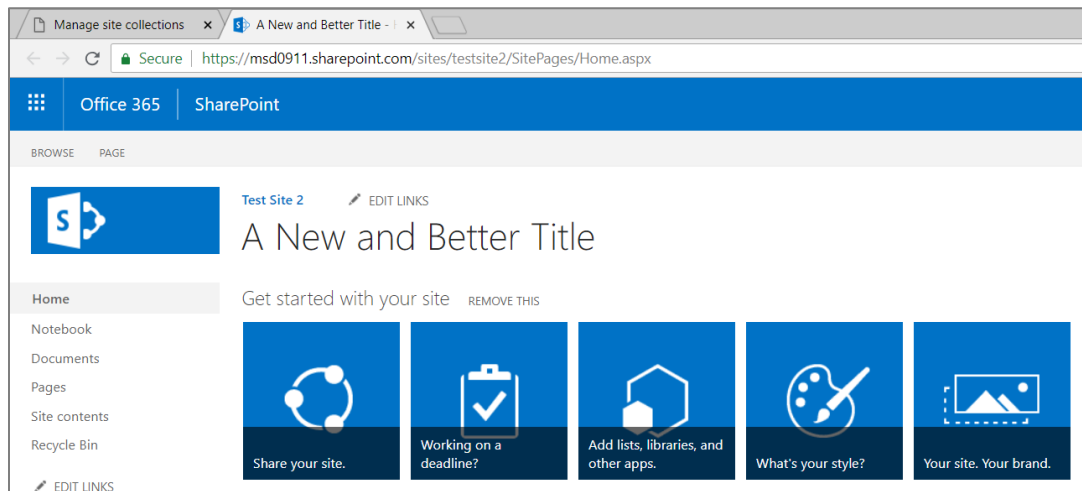 Manage site collections
A New and Better Title -
Secure
https://msd0911.sharepoint.com/sites/testsite2/SitePages/Home.aspx
Office 365
SharePoint
BROWSE
PAGE
S
Test Site 2
EDIT LINKS
A New and Better Title
Home
Notebook
Documents
Pages
Site contents
Recycle Bin
EDIT LINKS
Get started with your site
REMOVE THIS
Share your site.
Working on a
deadline?
Add lists, libraries, and
other apps.
What's your style?
Your site. Your brand.